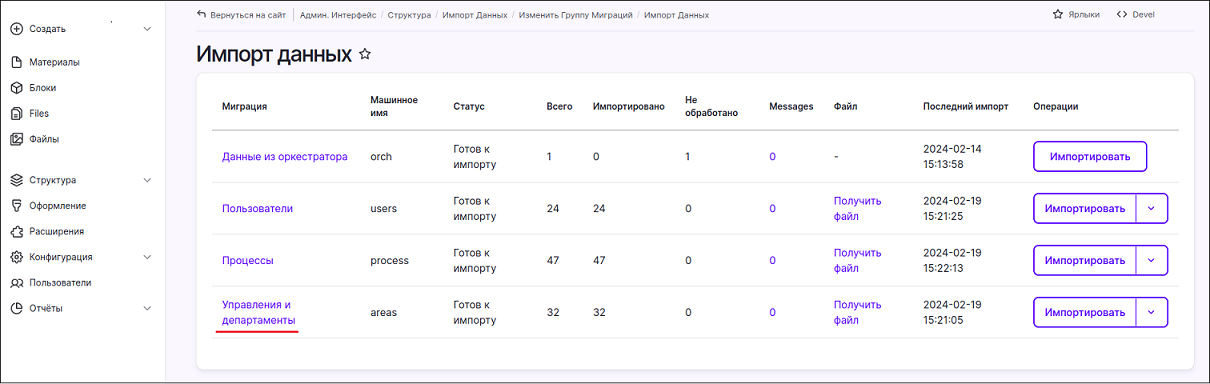 Создать
Материалы
Блоки
Files
Файлы
Структура
Оформление
Расширения
Конфигурация
Пользователи
Отчёты
Вернуться на сайт Админ. Интерфейс / Структура / Импорт Данных / Изменить Группу Миграций / Импорт Данных
Ярлыки Devel
Импорт данных
Миграция Машинное имя Статус Всего Импортировано Не обработано Messages Файл Последний импорт Операции
Данные из оркестратора orch Готов к импорту 1 0 1 0 - 2024-02-14 15:13:58 Импортировать
Пользователи users Готов к импорту 24 24 0 0 Получить файл 2024-02-19 15:21:25 Импортировать
Процессы process Готов к импорту 47 47 0 0 Получить файл 2024-02-19 15:22:13 Импортировать
Управления и департаменты areas Готов к импорту 32 32 0 0 Получить файл 2024-02-19 15:21:05 Импортировать